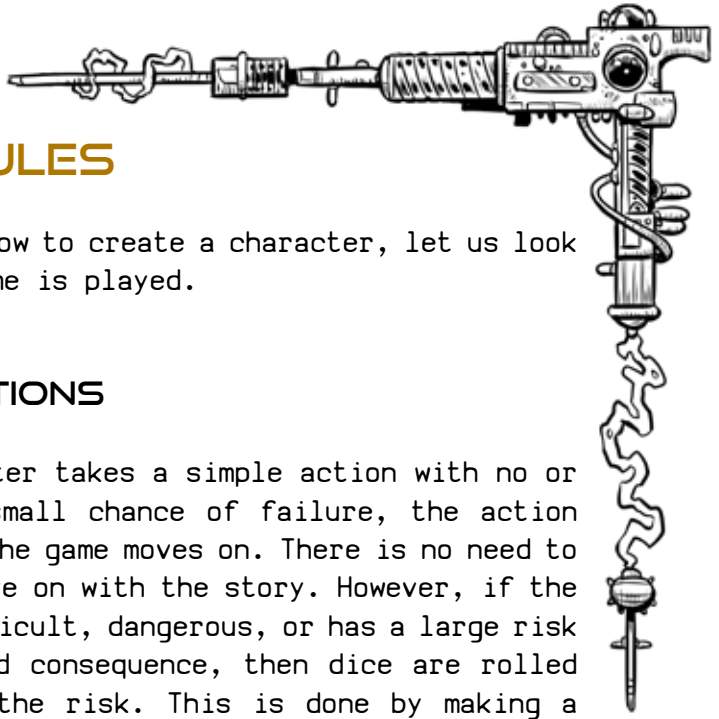 ULES
ow to create a character, let us look
me is played.
TIONS
ter takes a simple action with no or
small chance of failure, the action
he game moves on. There is no need to
e on with the story. However, if the
icult, dangerous, or has a large risk
d consequence, then dice are rolled
the risk. This is done by making a